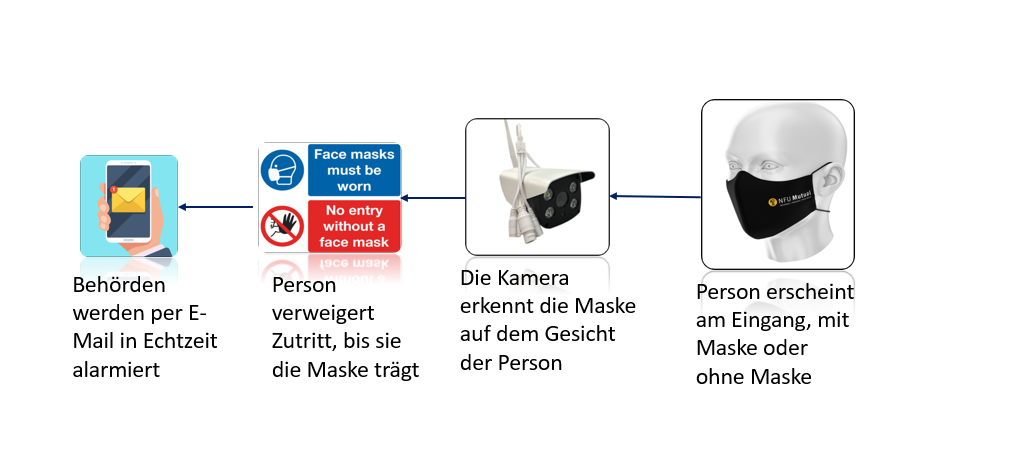 Face masks
must be
worn
No entry
without a
face mask
NFU Mutual
Behörden
werden per E-
Mail in Echtzeit
alarmiert
Person
verweigert
Zutritt, bis sie
die Maske trägt
Die Kamera
erkennt die Maske
auf dem Gesicht
der Person
Person erscheint
am Eingang, mit
Maske oder
ohne Maske